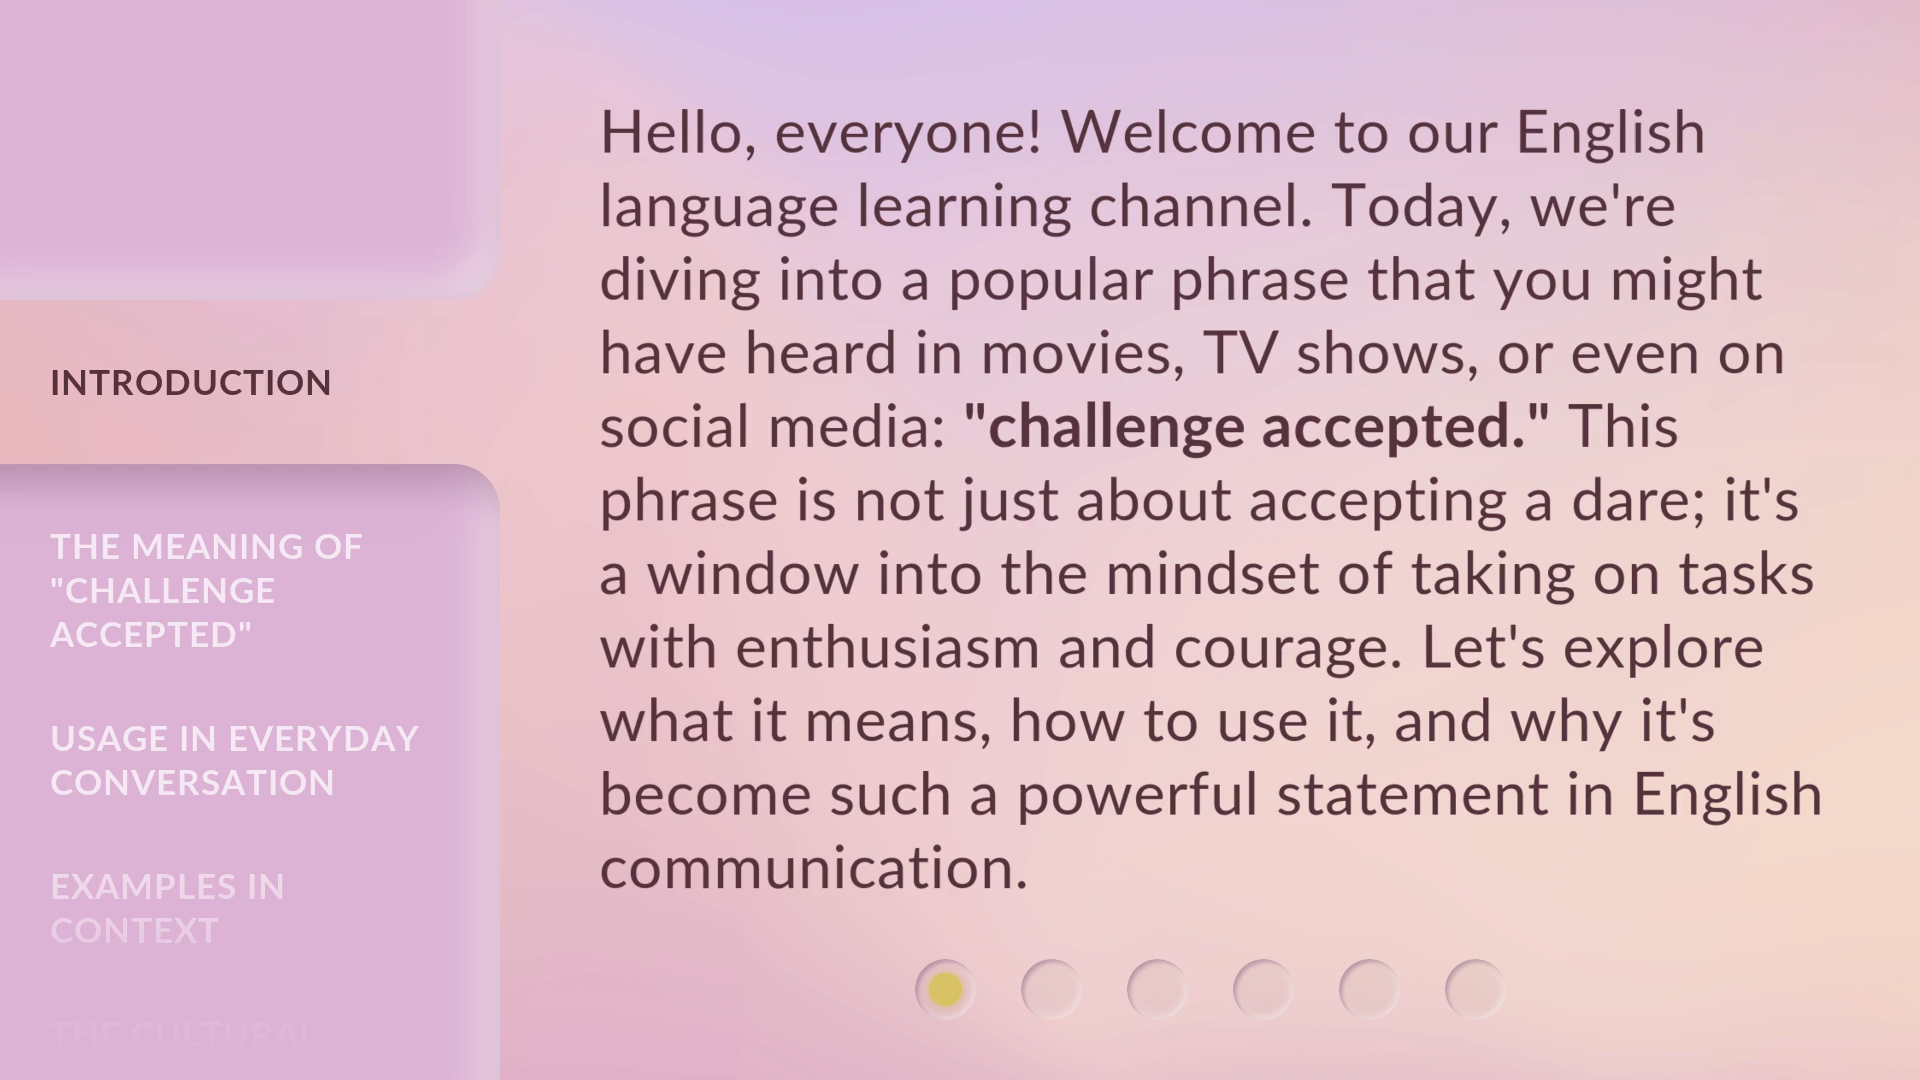 INTRODUCTION
THE MEANING OF
"CHALLENGE
ACCEPTED"
USAGE IN EVERYDAY
CONVERSATION
EXAMPLES IN
CONTEXT
THE CULTURAL
Hello, everyone! Welcome to our English
language learning channel. Today, we're
diving into a popular phrase that you might
have heard in movies, TV shows, or even on
social media: "challenge accepted." This
phrase is not just about accepting a dare; it's
a window into the mindset of taking on tasks
with enthusiasm and courage. Let's explore
what it means, how to use it, and why it's
become such a powerful statement in English
communication.